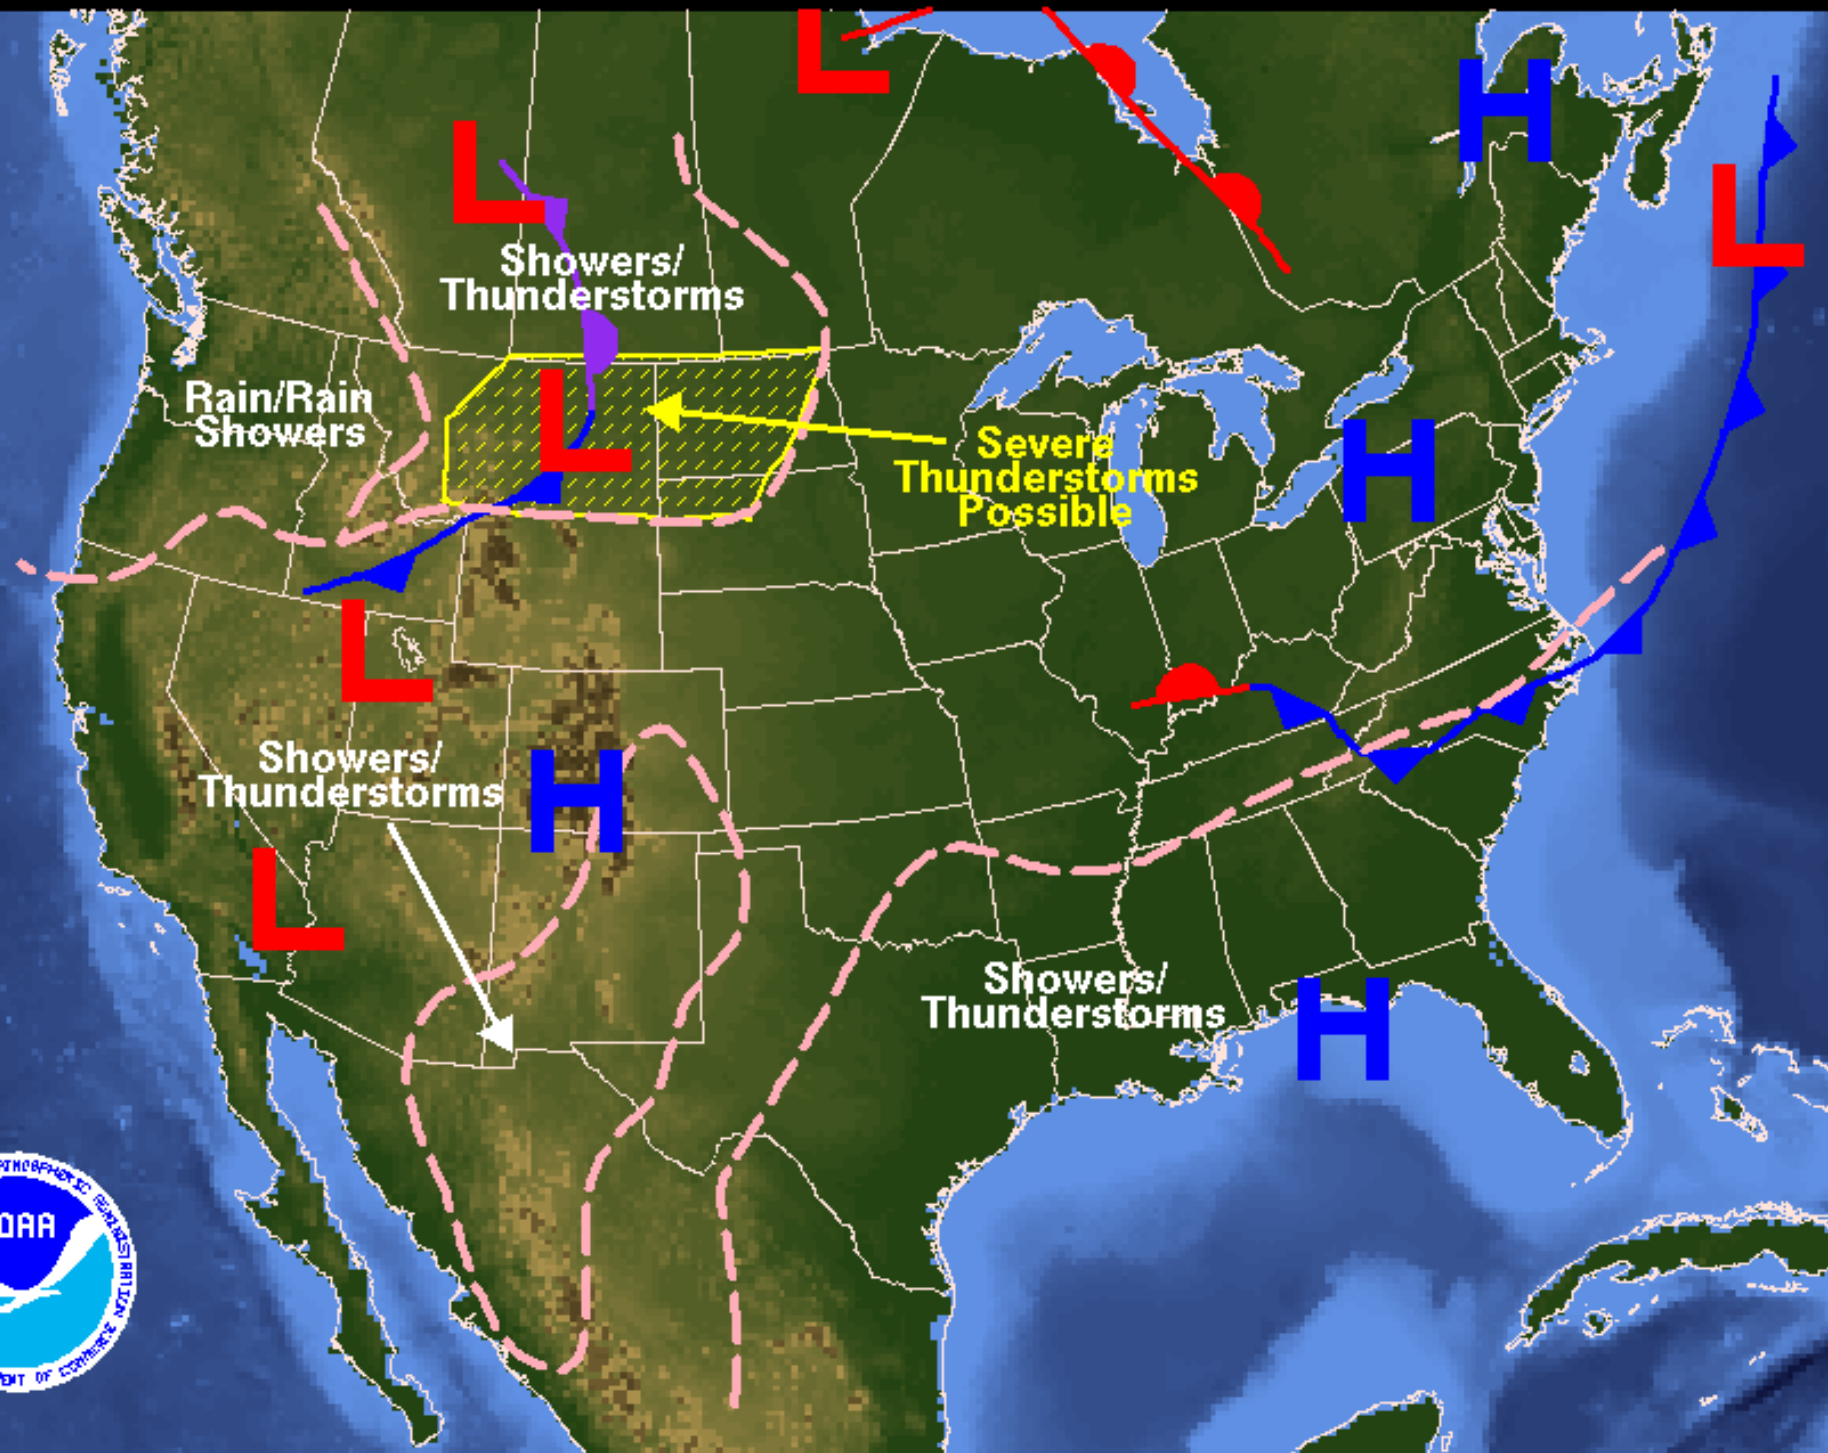 L
L
H
L
Showers/
Thunderstorms
L
Rain/Rain
Showers
H
Severe
Thunderstorms
Possible
L
H
Showers/
Thunderstorms
L
Showers/
Thunderstorms
H
OAA